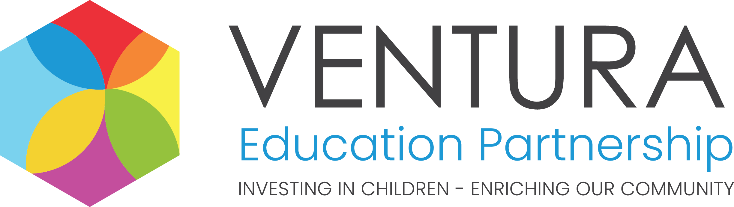 VENTURA
Education Partnership
INVESTING IN CHILDREN - ENRICHING OUR COMMUNITY